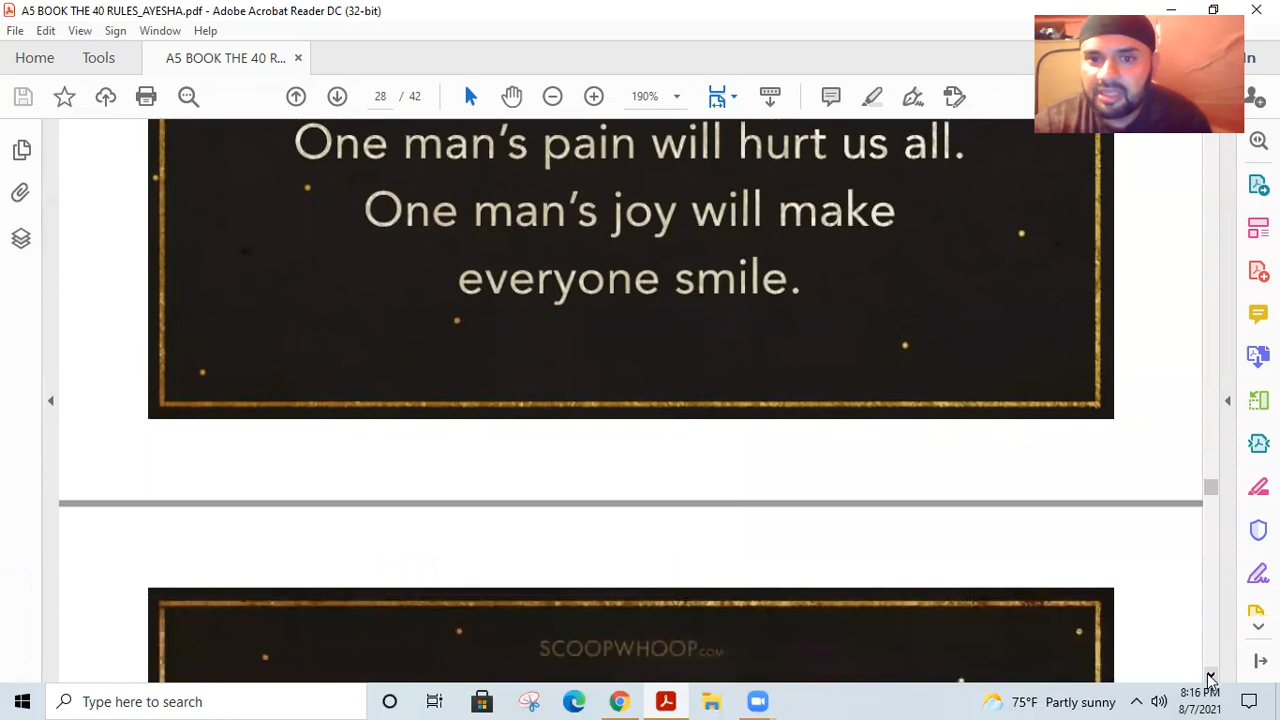 A5 BOOK THE 40 RULES_AYESHA.pdf - Adobe Acrobat Reader DC (32-bit)
File Edit View Sign Window Help
Home Tools A5 BOOK THE 40 R... In
28 / 42 190%
One man's pain will hurt us all.
One man's joy will make
everyone smile.
SCOOPWHOOP.COM
Type here to search
75°F Partly sunny
8:16 PM
8/7/2021